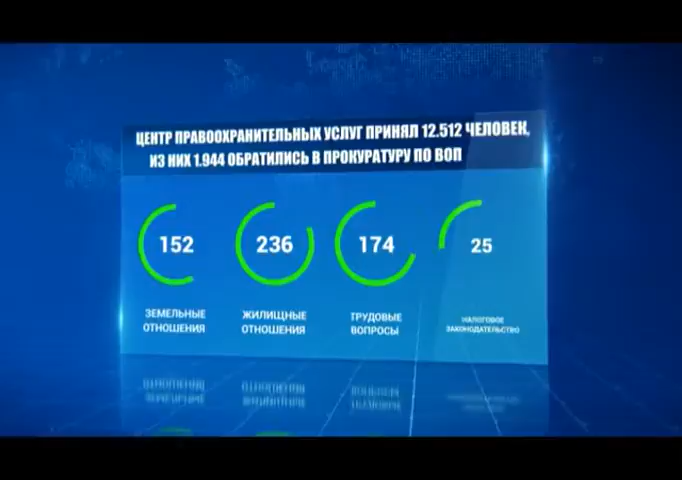 ЦЕНТР ПРАВООХРАНИТЕЛЬНЫХ УСЛУГ ПРИНЯЛ 12.512 ЧЕЛОВЕК,
ИЗ НИХ 1.944 ОБРАТИЛИСЬ В ПРОКУРАТУРУ ПО ВОП
152
236
174
25
ЗЕМЕЛЬНЫЕ
ОТНОШЕНИЯ
ЖИЛИЩНЫЕ
ОТНОШЕНИЯ
ТРУДОВЫЕ
ВОПРОСЫ
НАЛОГОВОЕ
ЗАКОНОДАТЕЛЬСТВО